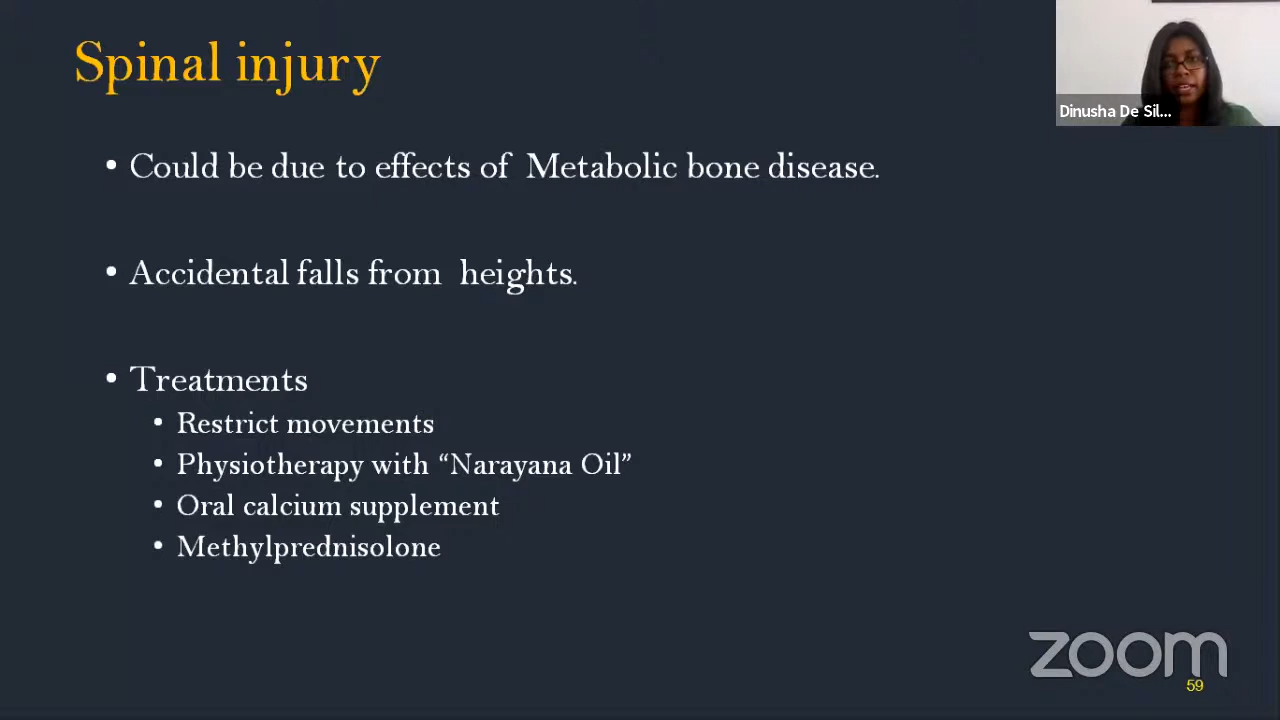 Spinal injury
Dinusha De Sil...
• Could be due to effects of Metabolic bone disease.
• Accidental falls from heights.
• Treatments
• Restrict movements
• Physiotherapy with “Narayana Oil”
• Oral calcium supplement
• Methylprednisolone
zoom
59